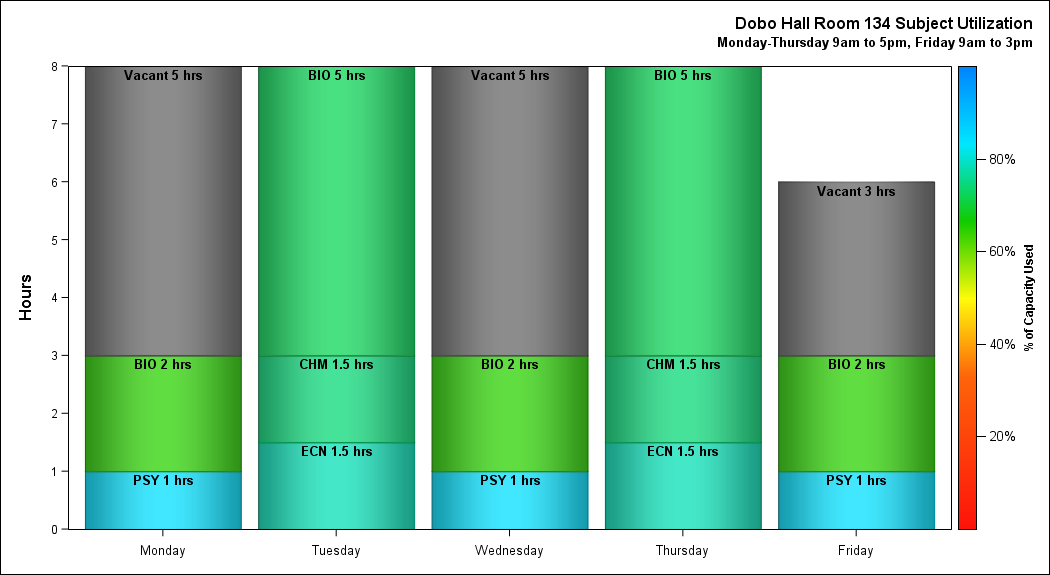 Dobo Hall Room 134 Subject Utilization
Monday-Thursday 9am to 5pm, Friday 9am to 3pm
Hours
8
7
6
5
4
3
2
1
0
Vacant 5 hrs
BIO 2 hrs
PSY 1 hrs
BIO 5 hrs
CHM 1.5 hrs
ECN 1.5 hrs
Vacant 5 hrs
BIO 2 hrs
PSY 1 hrs
BIO 5 hrs
CHM 1.5 hrs
ECN 1.5 hrs
Vacant 3 hrs
BIO 2 hrs
PSY 1 hrs
Monday
Tuesday
Wednesday
Thursday
Friday
80%
60%
40%
20%
% of Capacity Used